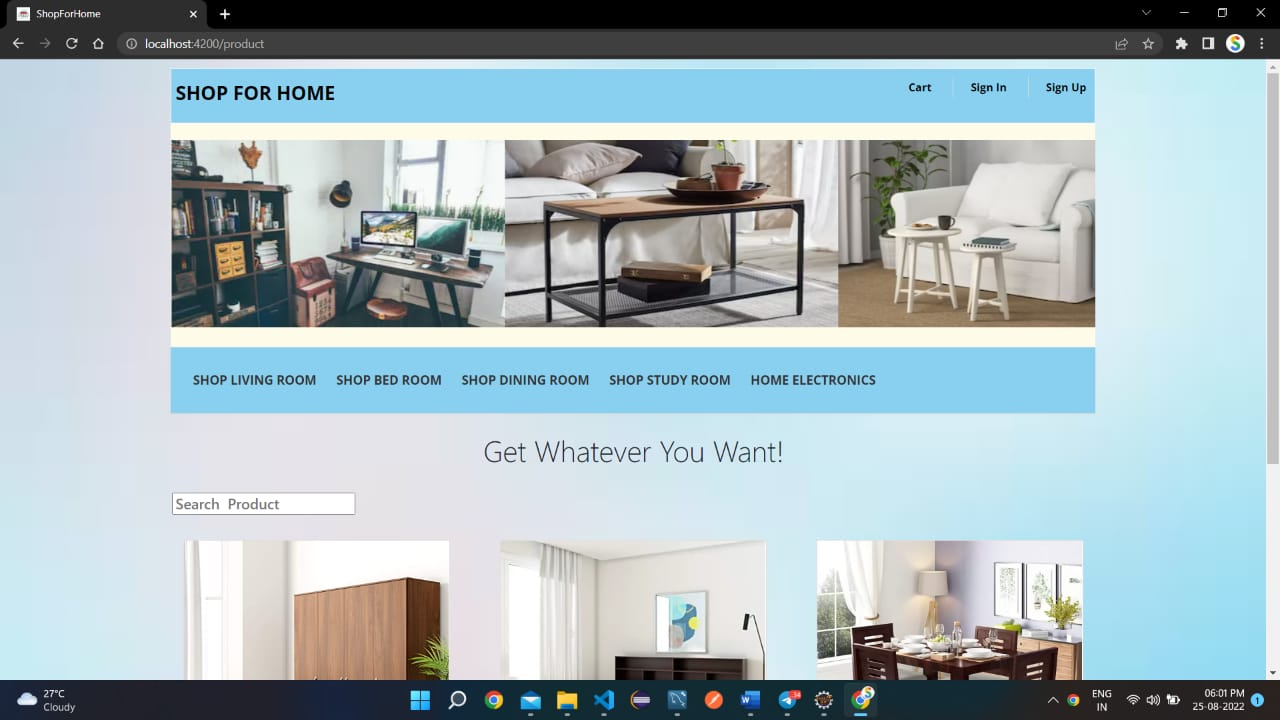 ShopForHome
localhost:4200/product
SHOP FOR HOME
Cart
Sign In
Sign Up
SHOP LIVING ROOM
SHOP BED ROOM
SHOP DINING ROOM
SHOP STUDY ROOM
HOME ELECTRONICS
Get Whatever You Want!
Search  Product
27°C
Cloudy
34
ENG
IN
06:01 PM
25-08-2022
1